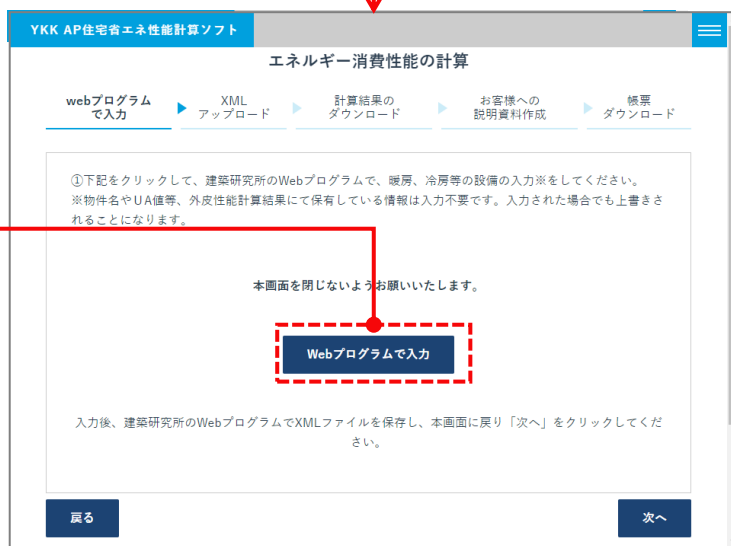 YKK AP住宅省エネ性能計算ソフト
エネルギー消費性能の計算
webプログラム
で入力
XML
アップロード
計算結果の
ダウンロード
お客様への
説明資料作成
帳票
ダウンロード
①下記をクリックして、建築研究所のWebプログラムで、暖房、冷房等の設備の入力※をしてください。
※物件名やUA値等、外皮性能計算結果にて保有している情報は入力不要です。入力された場合でも上書きさ
れることになります。
本画面を閉じないようお願いいたします。
Webプログラムで入力
入力後、建築研究所のWebプログラムでXMLファイルを保存し、本画面に戻り「次へ」をクリックしてくだ
さい。
戻る
次へ